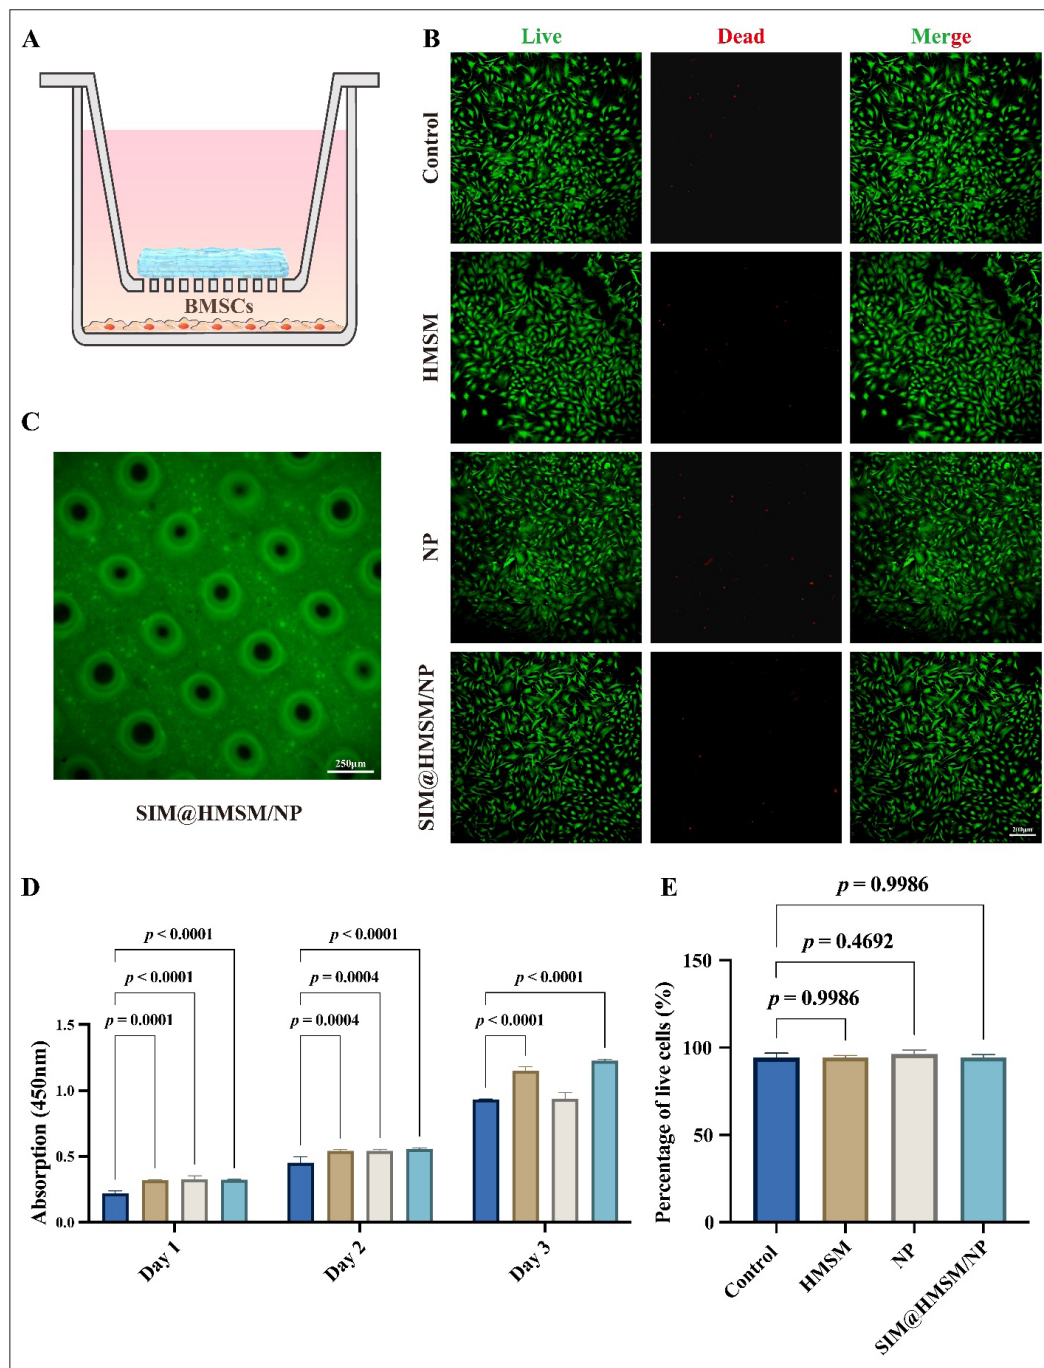 A
BMSCs
B
Live
Dead
Merge
Control
HMSM
NP
SIM@HMSM/NP
200μm
C
250μm
SIM@HMSM/NP
D
p < 0.0001
p < 0.0001
p = 0.0001
p < 0.0001
p = 0.0004
p = 0.0004
p < 0.0001
p < 0.0001
Absorption (450nm)
1.5
1.0
0.5
0.0
Day 1
Day 2
Day 3
E
p = 0.9986
p = 0.4692
p = 0.9986
Percentage of live cells (%)
150
100
50
0
Control
HMSM
NP
SIM@HMSM/NP